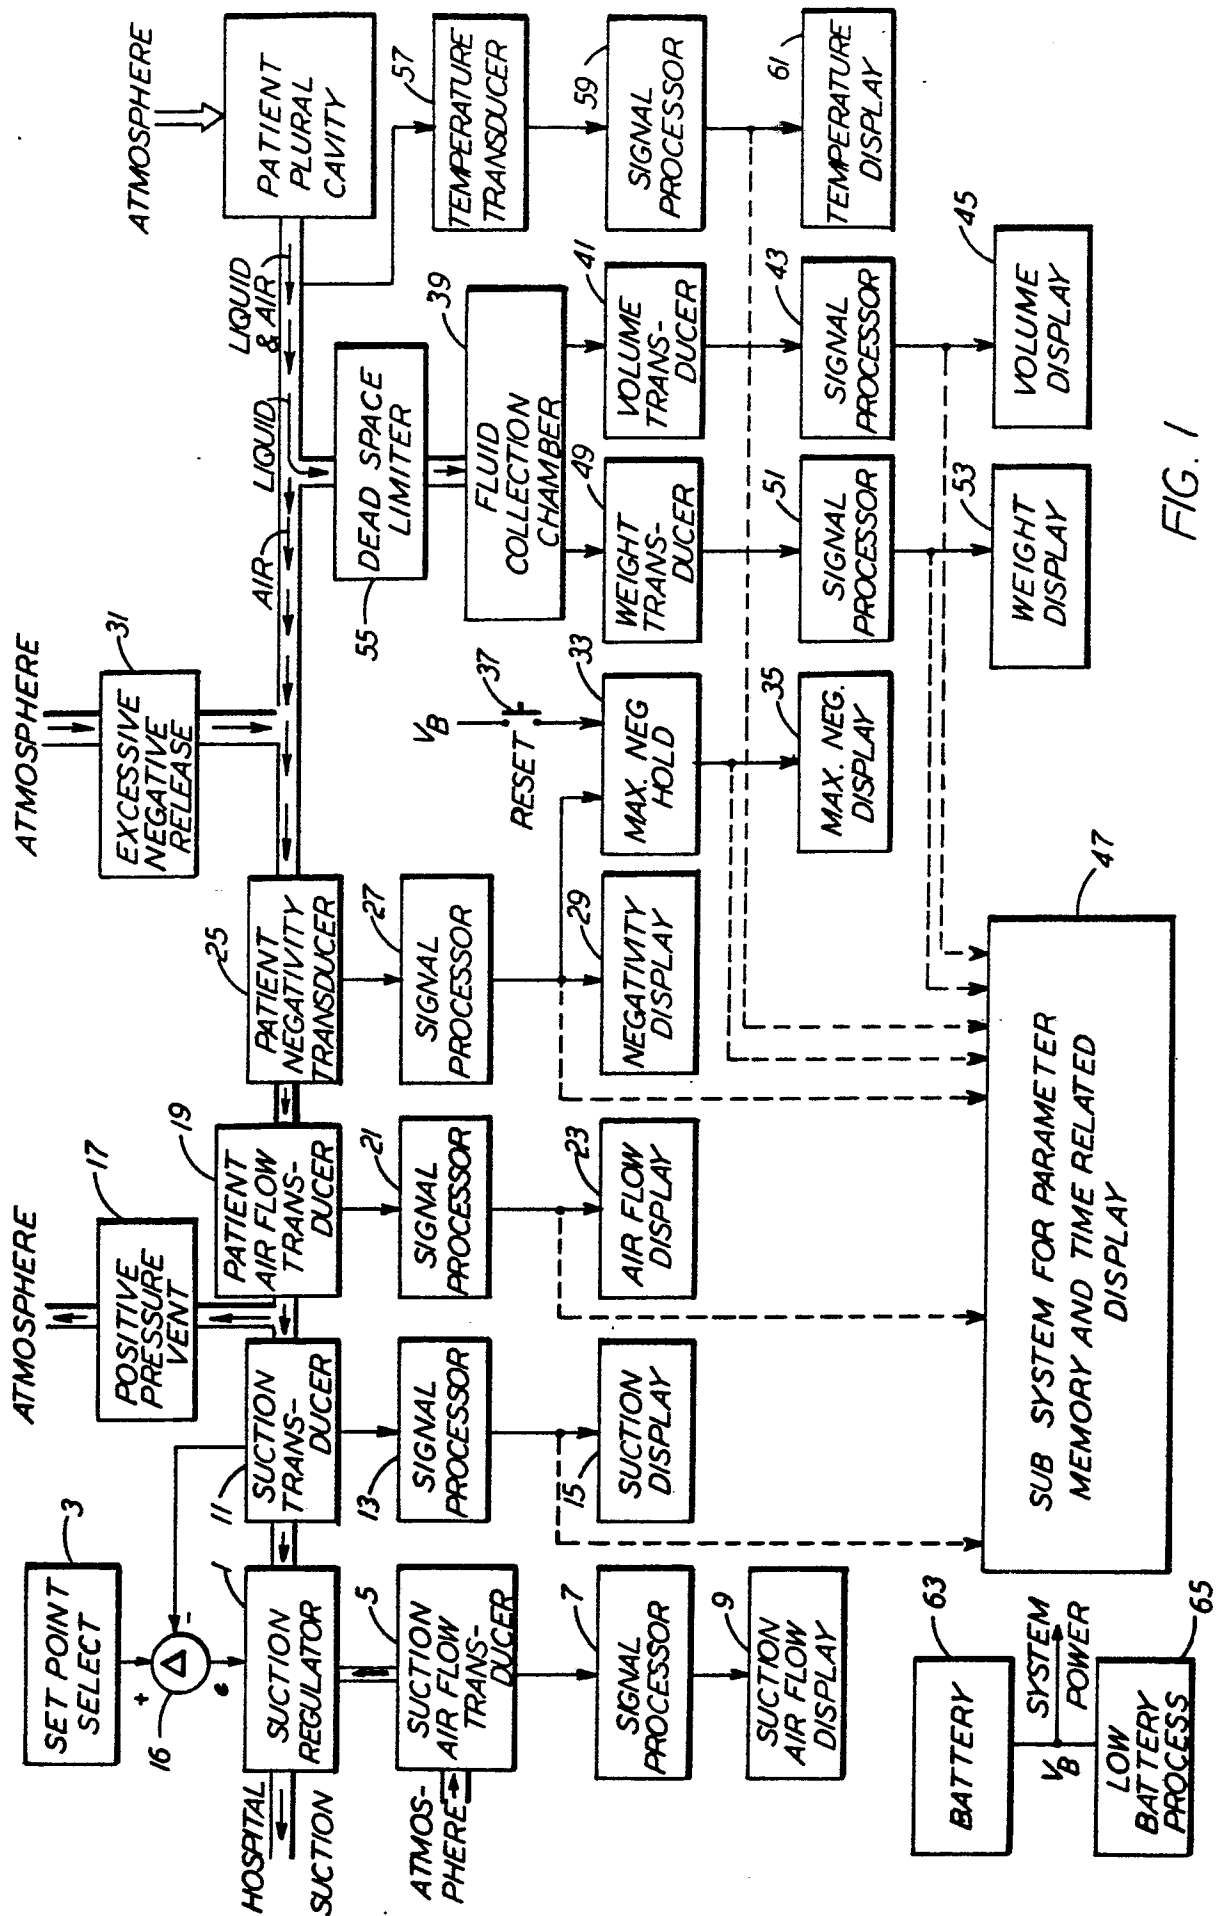 ATMOSPHERE
ATMOSPHERE
ATMOSPHERE
3
SET POINT
SELECT
+
-
Δ
16
e
17
POSITIVE
PRESSURE
VENT
31
EXCESSIVE
NEGATIVE
RELEASE
HOSPITAL
SUCTION
1
SUCTION
REGULATOR
11
SUCTION
TRANS-
DUCER
19
PATIENT
AIR FLOW
TRANS-
DUCER
25
PATIENT
NEGATIVITY
TRANSDUCER
AIR
LIQUID
LIQUID
& AIR
PATIENT
PLURAL
CAVITY
ATMOS-
PHERE
5
SUCTION
AIR FLOW
TRANS-
DUCER
13
SIGNAL
PROCESSOR
21
SIGNAL
PROCESSOR
27
SIGNAL
PROCESSOR
55
DEAD SPACE
LIMITER
39
FLUID
COLLECTION
CHAMBER
57
TEMPERATURE
TRANSDUCER
VB
RESET
37
7
SIGNAL
PROCESSOR
15
SUCTION
DISPLAY
23
AIR FLOW
DISPLAY
29
NEGATIVITY
DISPLAY
33
MAX. NEG
HOLD
49
WEIGHT
TRANS-
DUCER
41
VOLUME
TRANS-
DUCER
59
SIGNAL
PROCESSOR
9
SUCTION
AIR FLOW
DISPLAY
35
MAX. NEG.
DISPLAY
51
SIGNAL
PROCESSOR
43
SIGNAL
PROCESSOR
61
TEMPERATURE
DISPLAY
63
BATTERY
SYSTEM
POWER
VB
65
LOW
BATTERY
PROCESS
47
SUB SYSTEM FOR PARAMETER
MEMORY AND TIME RELATED
DISPLAY
53
WEIGHT
DISPLAY
45
VOLUME
DISPLAY
FIG. 1